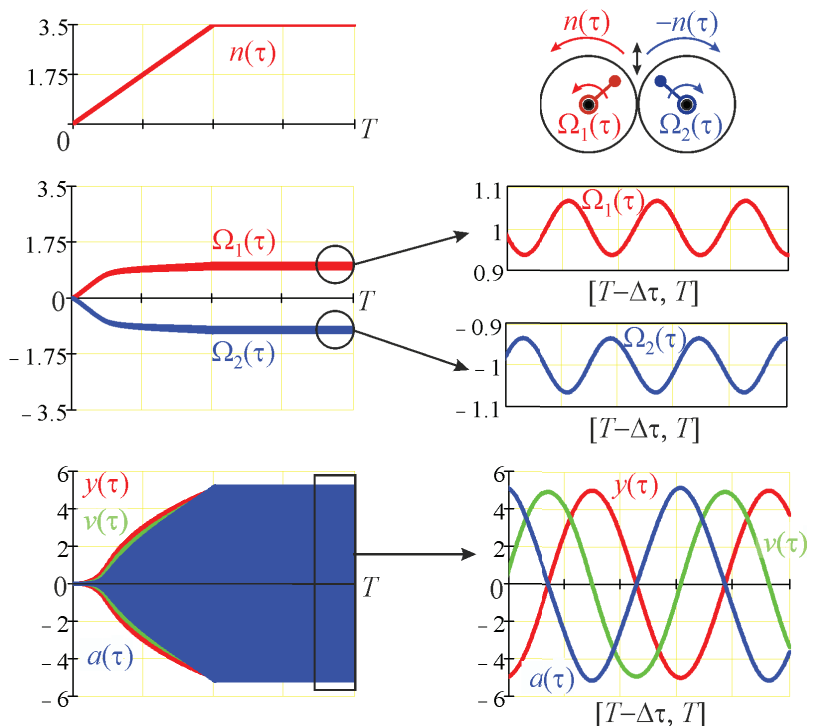 3.5
1.75
0
n(τ)
T
n(τ)
−n(τ)
Ω₁(τ)
Ω₂(τ)
3.5
1.75
0
−1.75
−3.5
Ω₁(τ)
Ω₂(τ)
T
1.1
1
0.9
Ω₁(τ)
[T−Δτ, T]
−0.9
−1
−1.1
Ω₂(τ)
[T−Δτ, T]
6
4
2
0
−2
−4
−6
y(τ)
v(τ)
a(τ)
T
6
4
2
0
−2
−4
−6
y(τ)
v(τ)
a(τ)
[T−Δτ, T]